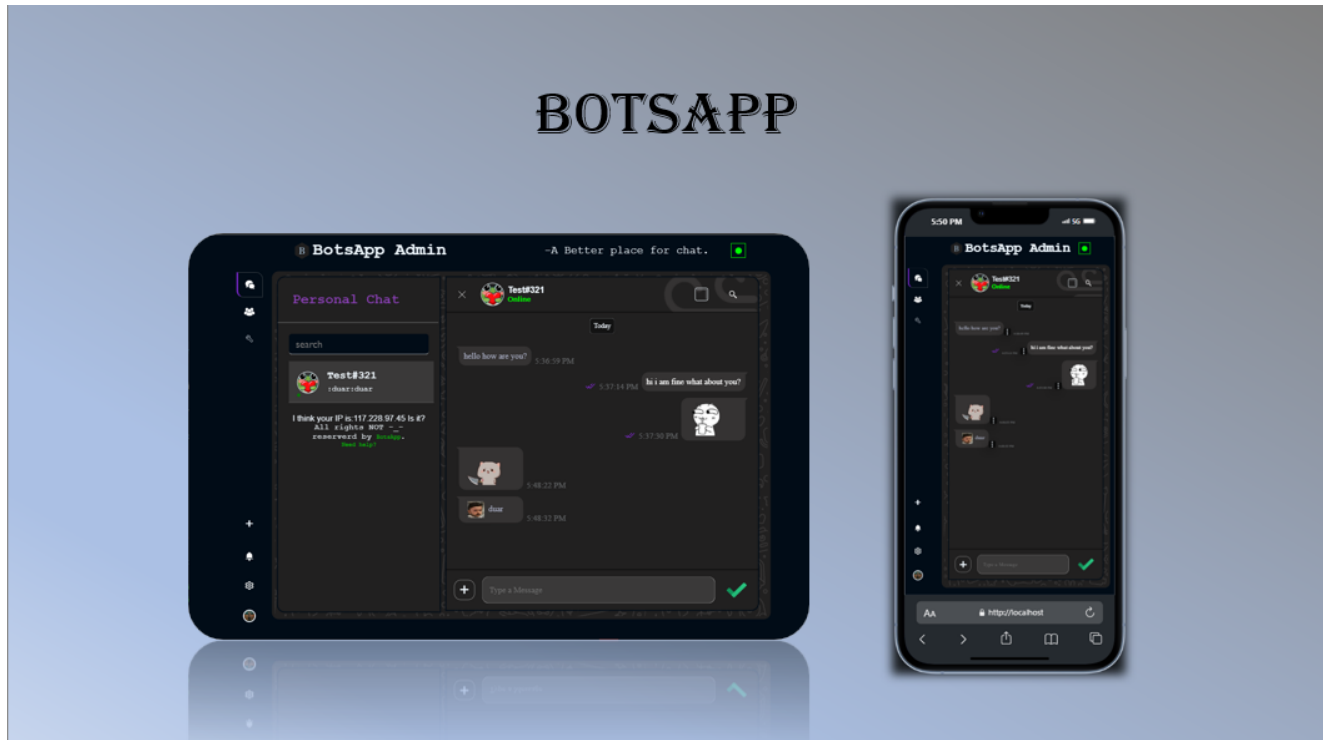 BOTSAPP
B BotsApp Admin
-A Better place for chat.
Personal Chat
search
Test#321
:duar:duar
I think your IP is:117.228.97.45 Is it?
All rights NOT -_-
reserverd by BotsApp.
Need help?
Test#321
Online
Today
hello how are you?
5:36:59 PM
5:37:14 PM
hi i am fine what about you?
5:37:50 PM
5:48:22 PM
duar
5:48:32 PM
Type a Message
5:50 PM
5G
B BotsApp Admin
Test#321
Online
Today
hello how are you?
hi i am fine what about you?
duar
Type a Message
AA
http://localhost